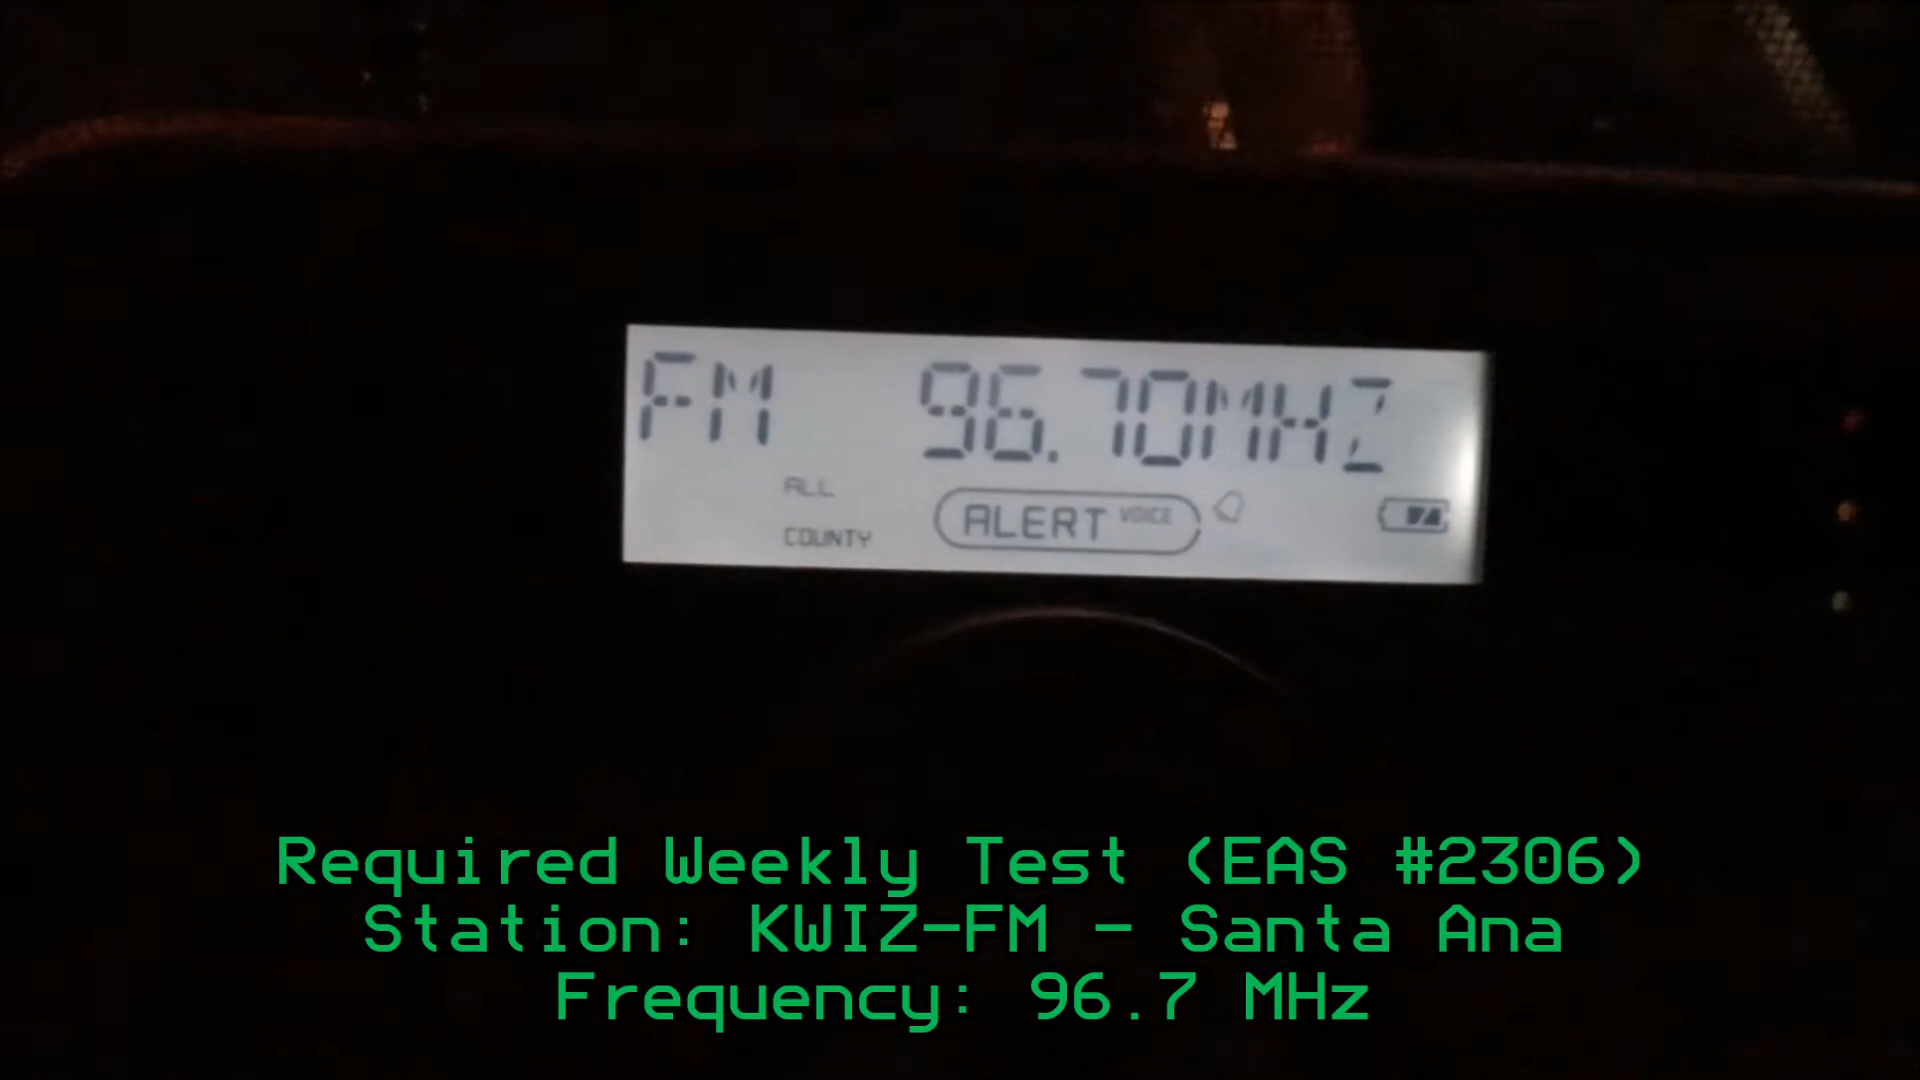 FM 96.70MHZ
ALL
COUNTY
ALERT VOICE
Required Weekly Test (EAS #2306)
Station: KWIZ-FM - Santa Ana
Frequency: 96.7 MHz